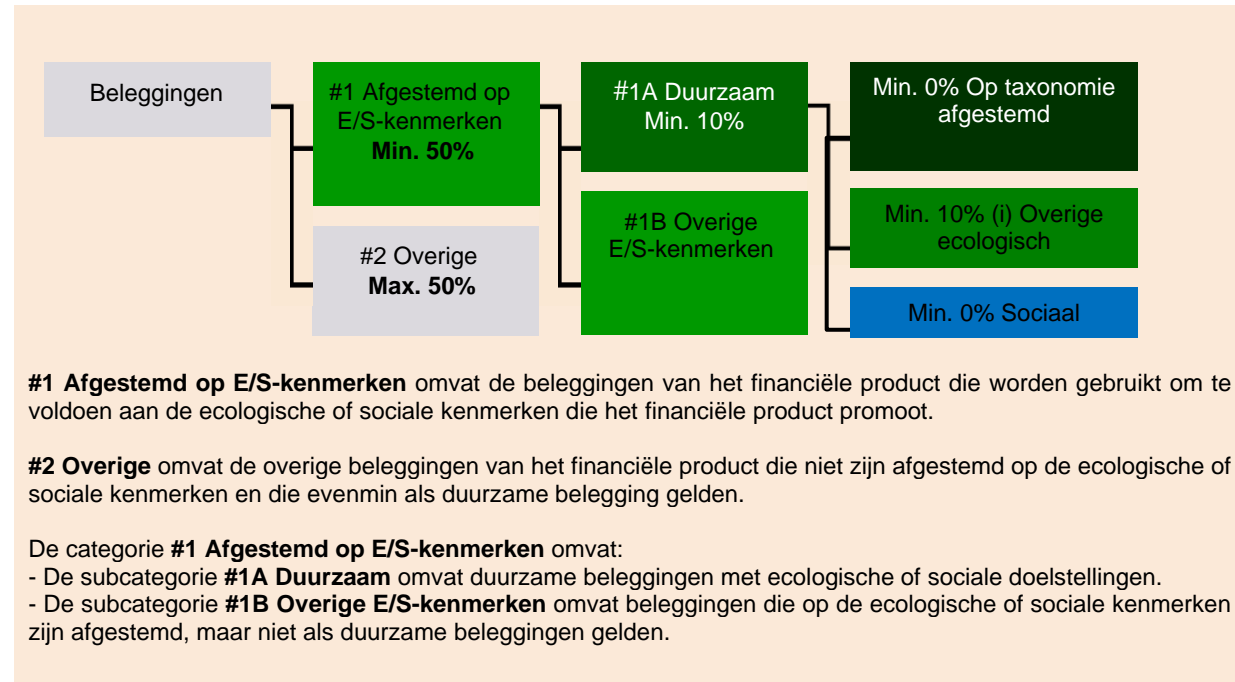 Beleggingen
#1 Afgestemd op
E/S-kenmerken
Min. 50%
#2 Overige
Max. 50%
#1A Duurzaam
Min. 10%
#1B Overige
E/S-kenmerken
Min. 0% Op taxonomie
afgestemd
Min. 10% (i) Overige
ecologisch
Min. 0% Sociaal
#1 Afgestemd op E/S-kenmerken omvat de beleggingen van het financiële product die worden gebruikt om te
voldoen aan de ecologische of sociale kenmerken die het financiële product promoot.
#2 Overige omvat de overige beleggingen van het financiële product die niet zijn afgestemd op de ecologische of
sociale kenmerken en die evenmin als duurzame belegging gelden.
De categorie #1 Afgestemd op E/S-kenmerken omvat:
- De subcategorie #1A Duurzaam omvat duurzame beleggingen met ecologische of sociale doelstellingen.
- De subcategorie #1B Overige E/S-kenmerken omvat beleggingen die op de ecologische of sociale kenmerken
zijn afgestemd, maar niet als duurzame beleggingen gelden.